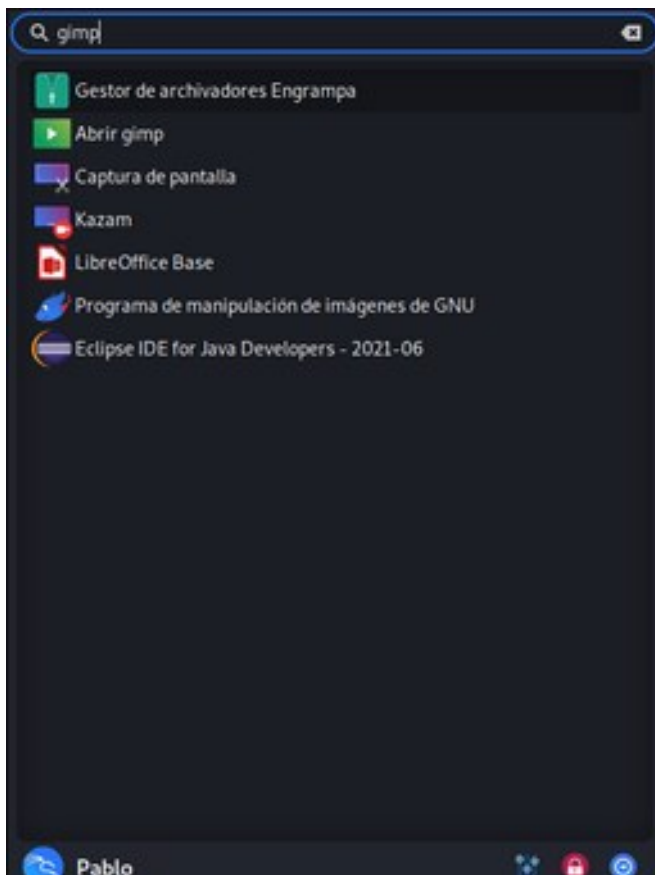 gimp
Gestor de archivadores Engrampa
Abrir gimp
Captura de pantalla
Kazam
LibreOffice Base
Programa de manipulación de imágenes de GNU
Eclipse IDE for Java Developers - 2021-06
Pablo